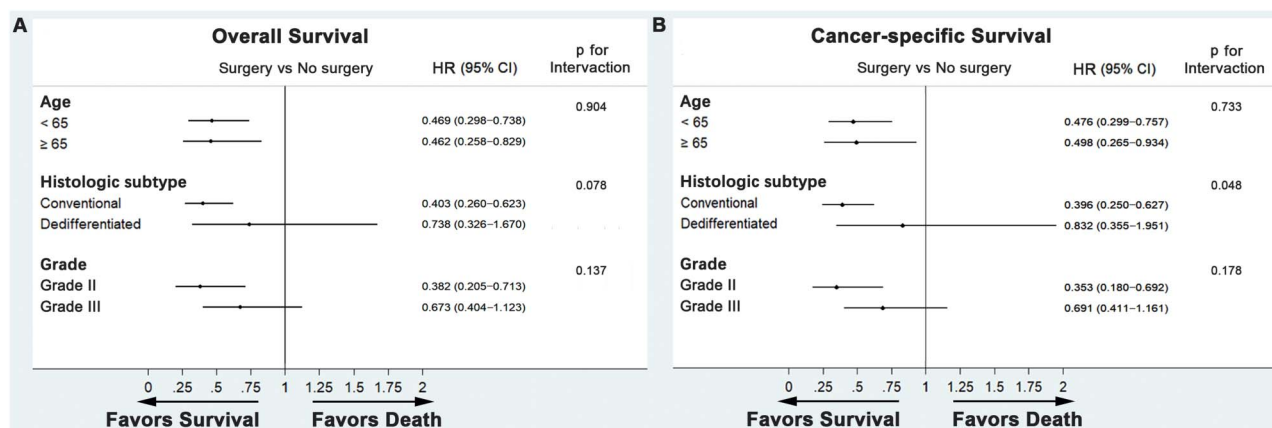 A
Overall Survival
Surgery vs No surgery HR (95% CI) p for Intervaction
Age 0.904
< 65 0.469 (0.298–0.738)
≥ 65 0.462 (0.258–0.829)
Histologic subtype 0.078
Conventional 0.403 (0.260–0.623)
Dedifferentiated 0.738 (0.326–1.670)
Grade 0.137
Grade II 0.382 (0.205–0.713)
Grade III 0.673 (0.404–1.123)
0 .25 .5 .75 1 1.25 1.5 1.75 2
Favors Survival Favors Death
B
Cancer-specific Survival
Surgery vs No surgery HR (95% CI) p for Intervaction
Age 0.733
< 65 0.476 (0.299–0.757)
≥ 65 0.498 (0.265–0.934)
Histologic subtype 0.048
Conventional 0.396 (0.250–0.627)
Dedifferentiated 0.832 (0.355–1.951)
Grade 0.178
Grade II 0.353 (0.180–0.692)
Grade III 0.691 (0.411–1.161)
0 .25 .5 .75 1 1.25 1.5 1.75 2
Favors Survival Favors Death